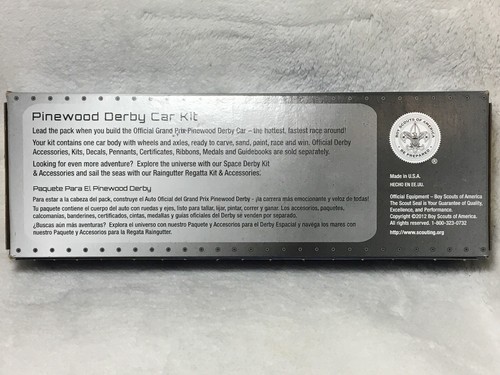 Pinewood Derby Car Kit
Lead the pack when you build the Official Grand Prix Pinewood Derby Car – the hottest, fastest race around!
Your kit contains one car body with wheels and axles, ready to carve, sand, paint, race and win. Official Derby
Accessories, Kits, Decals, Pennants, Certificates, Ribbons, Medals and Guidebooks are sold separately.
Looking for even more adventure? Explore the universe with our Space Derby Kit
& Accessories and sail the seas with our Raingutter Regatta Kit & Accessories.
Paquete Para El Pinewood Derby
Para estar a la cabeza del pack, construye el Auto Oficial del Grand Prix Pinewood Derby - ¡la carrera más emocionante y veloz de todas!
Tu paquete contiene el cuerpo del auto con ruedas y ejes, listo para tallar, lijar, pintar, correr y ganar. Los accesorios, paquetes,
calcomanías, banderines, certificados, cintas, medallas y guías oficiales del Derby se venden por separado.
¿Buscas aún más aventuras? Explora el universo con nuestro Paquete y Accesorios para el Derby Espacial y navega los mares con
nuestro Paquete y Accesorios para la Regata Raingutter.
BOY SCOUTS OF AMERICA
BE PREPARED
®
Made in U.S.A.
HECHO EN EE.UU.
Official Equipment – Boy Scouts of America
The Scout Seal is Your Guarantee of Quality,
Excellence, and Performance.
Copyright ©2012 Boy Scouts of America.
All rights reserved. 1-800-323-0732
http://www.scouting.org